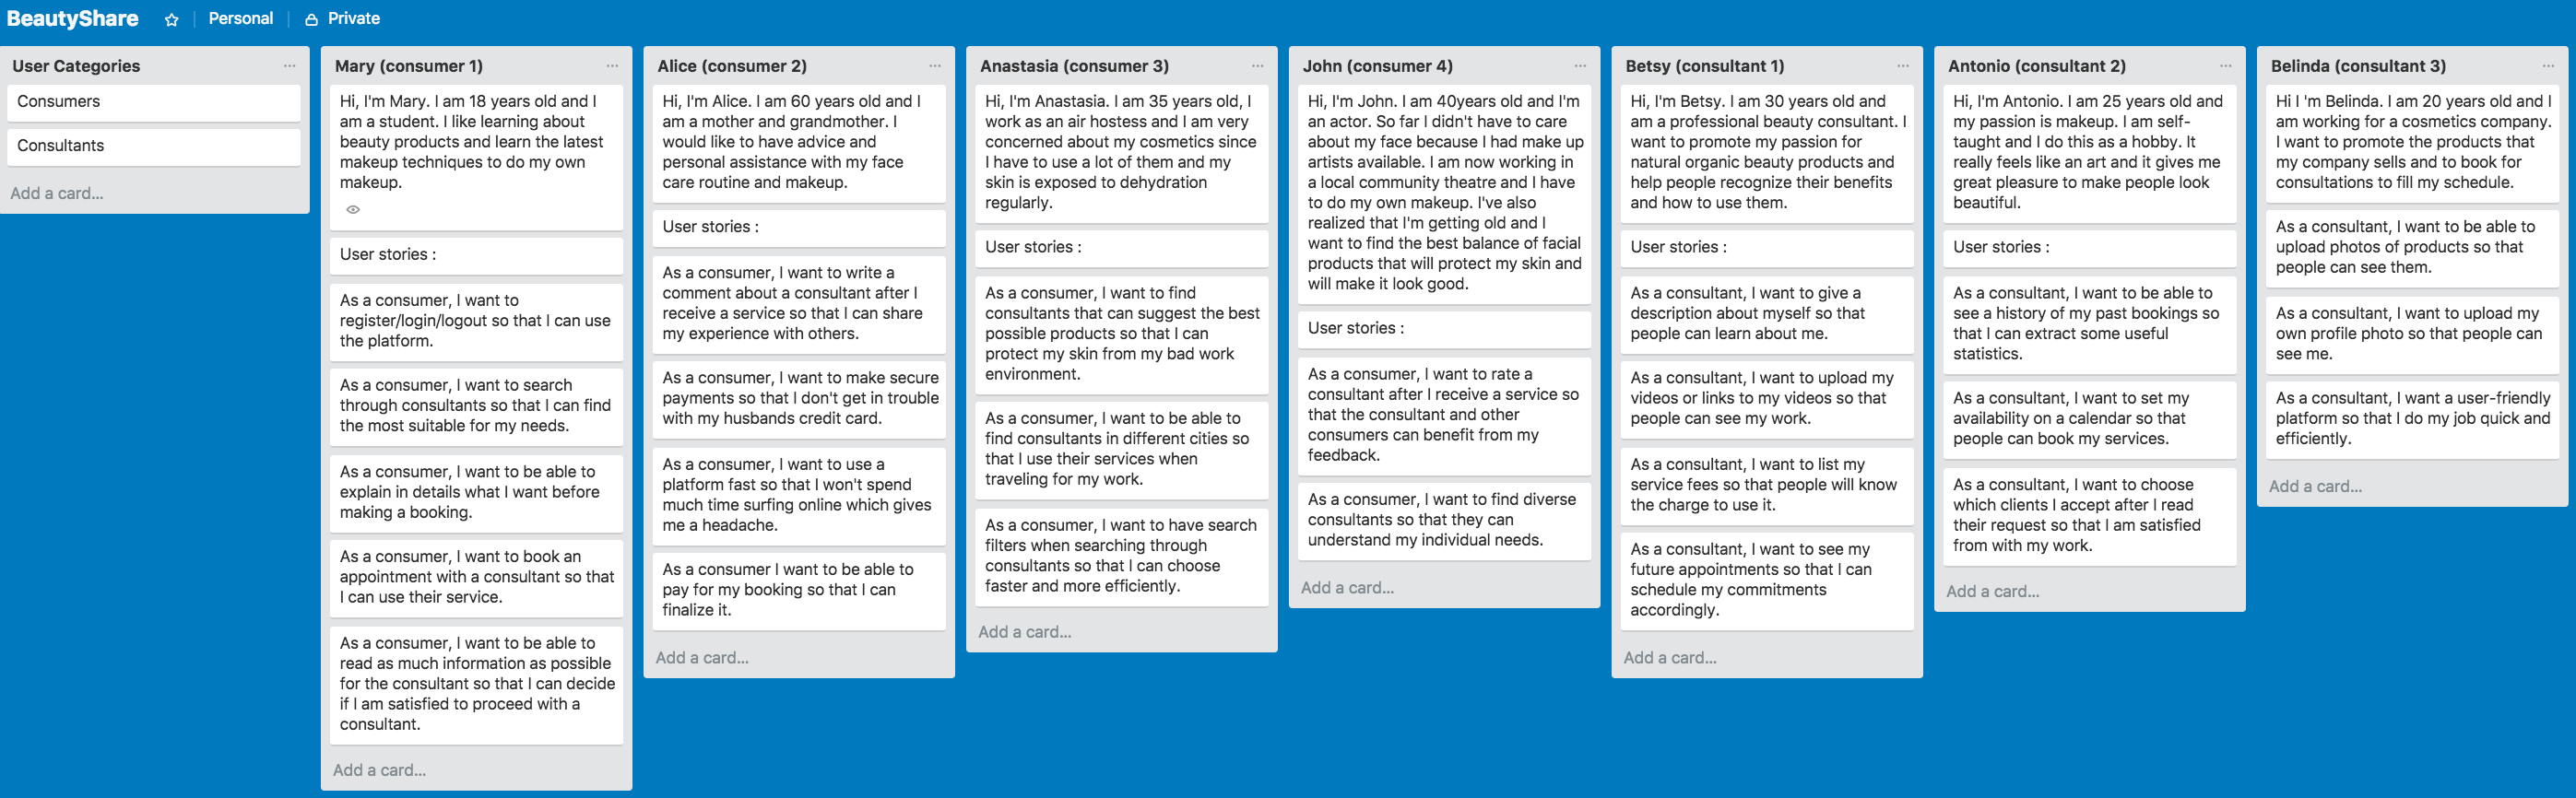 BeautyShare
Personal
Private
User Categories
Consumers
Consultants
Add a card...
Mary (consumer 1)
Hi, I'm Mary. I am 18 years old and I
am a student. I like learning about
beauty products and learn the latest
makeup techniques to do my own
makeup.
User stories :
As a consumer, I want to
register/login/logout so that I can use
the platform.
As a consumer, I want to search
through consultants so that I can find
the most suitable for my needs.
As a consumer, I want to be able to
explain in details what I want before
making a booking.
As a consumer, I want to book an
appointment with a consultant so that
I can use their service.
As a consumer, I want to be able to
read as much information as possible
for the consultant so that I can decide
if I am satisfied to proceed with a
consultant.
Add a card...
Alice (consumer 2)
Hi, I'm Alice. I am 60 years old and I
am a mother and grandmother. I
would like to have advice and
personal assistance with my face
care routine and makeup.
User stories :
As a consumer, I want to write a
comment about a consultant after I
receive a service so that I can share
my experience with others.
As a consumer, I want to make secure
payments so that I don't get in trouble
with my husbands credit card.
As a consumer, I want to use a
platform fast so that I won't spend
much time surfing online which gives
me a headache.
As a consumer I want to be able to
pay for my booking so that I can
finalize it.
Add a card...
Anastasia (consumer 3)
Hi, I'm Anastasia. I am 35 years old, I
work as an air hostess and I am very
concerned about my cosmetics since
I have to use a lot of them and my
skin is exposed to dehydration
regularly.
User stories :
As a consumer, I want to find
consultants that can suggest the best
possible products so that I can
protect my skin from my bad work
environment.
As a consumer, I want to be able to
find consultants in different cities so
that I use their services when
traveling for my work.
As a consumer, I want to have search
filters when searching through
consultants so that I can choose
faster and more efficiently.
Add a card...
John (consumer 4)
Hi, I'm John. I am 40years old and I'm
an actor. So far I didn't have to care
about my face because I had make up
artists available. I am now working in
a local community theatre and I have
to do my own makeup. I've also
realized that I'm getting old and I
want to find the best balance of facial
products that will protect my skin and
will make it look good.
User stories :
As a consumer, I want to rate a
consultant after I receive a service so
that the consultant and other
consumers can benefit from my
feedback.
As a consumer, I want to find diverse
consultants so that they can
understand my individual needs.
Add a card...
Betsy (consultant 1)
Hi, I'm Betsy. I am 30 years old and
am a professional beauty consultant. I
want to promote my passion for
natural organic beauty products and
help people recognize their benefits
and how to use them.
User stories :
As a consultant, I want to give a
description about myself so that
people can learn about me.
As a consultant, I want to upload my
videos or links to my videos so that
people can see my work.
As a consultant, I want to list my
service fees so that people will know
the charge to use it.
As a consultant, I want to see my
future appointments so that I can
schedule my commitments
accordingly.
Add a card...
Antonio (consultant 2)
Hi, I'm Antonio. I am 25 years old and
my passion is makeup. I am self-
taught and I do this as a hobby. It
really feels like an art and it gives me
great pleasure to make people look
beautiful.
User stories :
As a consultant, I want to be able to
see a history of my past bookings so
that I can extract some useful
statistics.
As a consultant, I want to set my
availability on a calendar so that
people can book my services.
As a consultant, I want to choose
which clients I accept after I read
their request so that I am satisfied
from with my work.
Add a card...
Belinda (consultant 3)
Hi I 'm Belinda. I am 20 years old and I
am working for a cosmetics company.
I want to promote the products that
my company sells and to book for
consultations to fill my schedule.
As a consultant, I want to be able to
upload photos of products so that
people can see them.
As a consultant, I want to upload my
own profile photo so that people can
see me.
As a consultant, I want a user-friendly
platform so that I do my job quick and
efficiently.
Add a card...